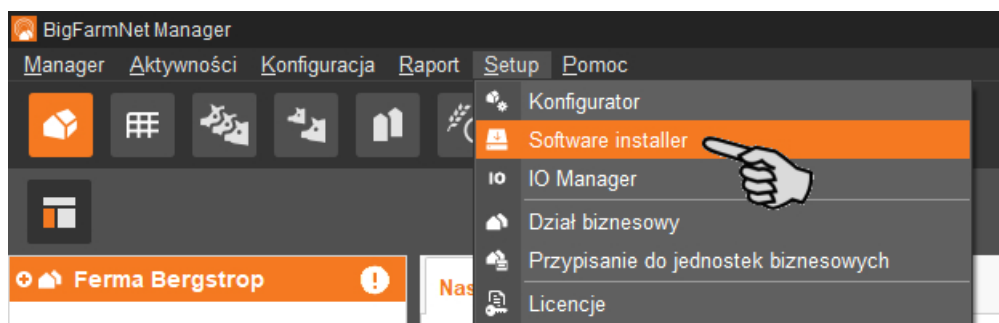 BigFarmNet Manager
Manager Aktywności Konfiguracja Raport Setup Pomoc
Konfigurator
Software installer
IO IO Manager
Dział biznesowy
Przypisanie do jednostek biznesowych
Licencje
Ferma Bergstrop
Nas